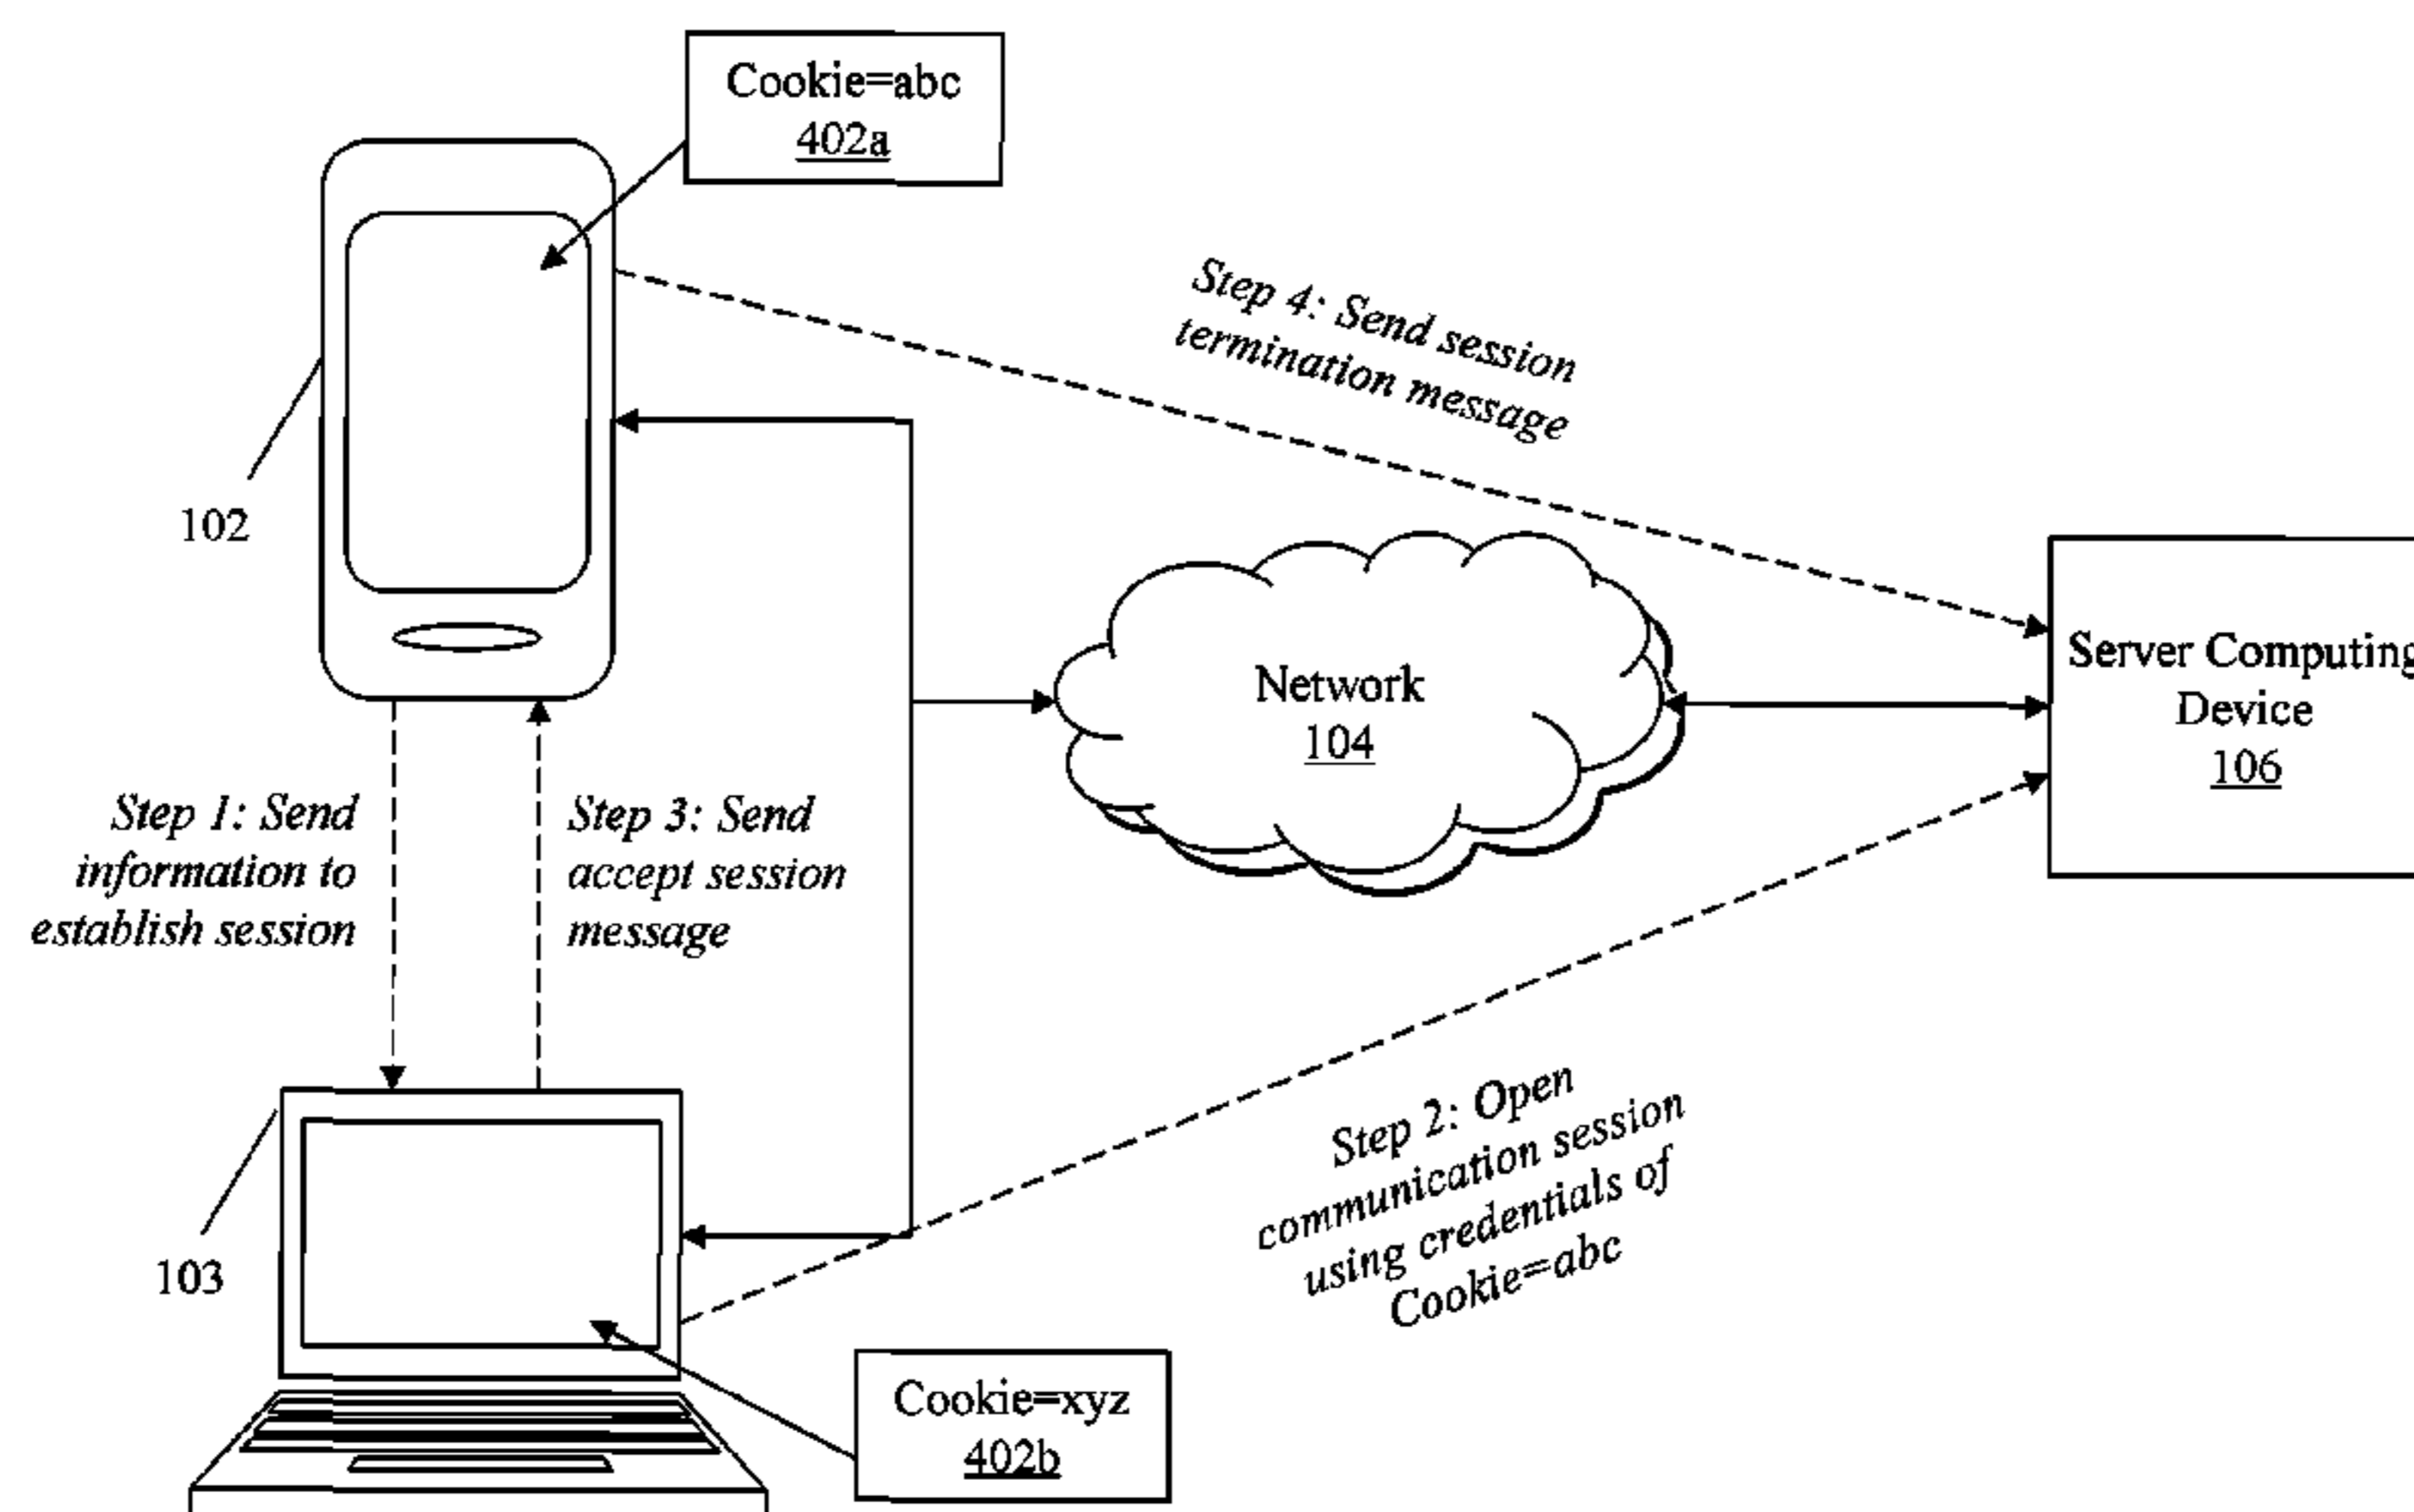 Cookie=abc
402a
Step 4: Send session
termination message
102
Network
104
Server Computing
Device
106
Step 1: Send
information to
establish session
Step 3: Send
accept session
message
Step 2: Open
communication session
using credentials of
Cookie=abc
103
Cookie=xyz
402b